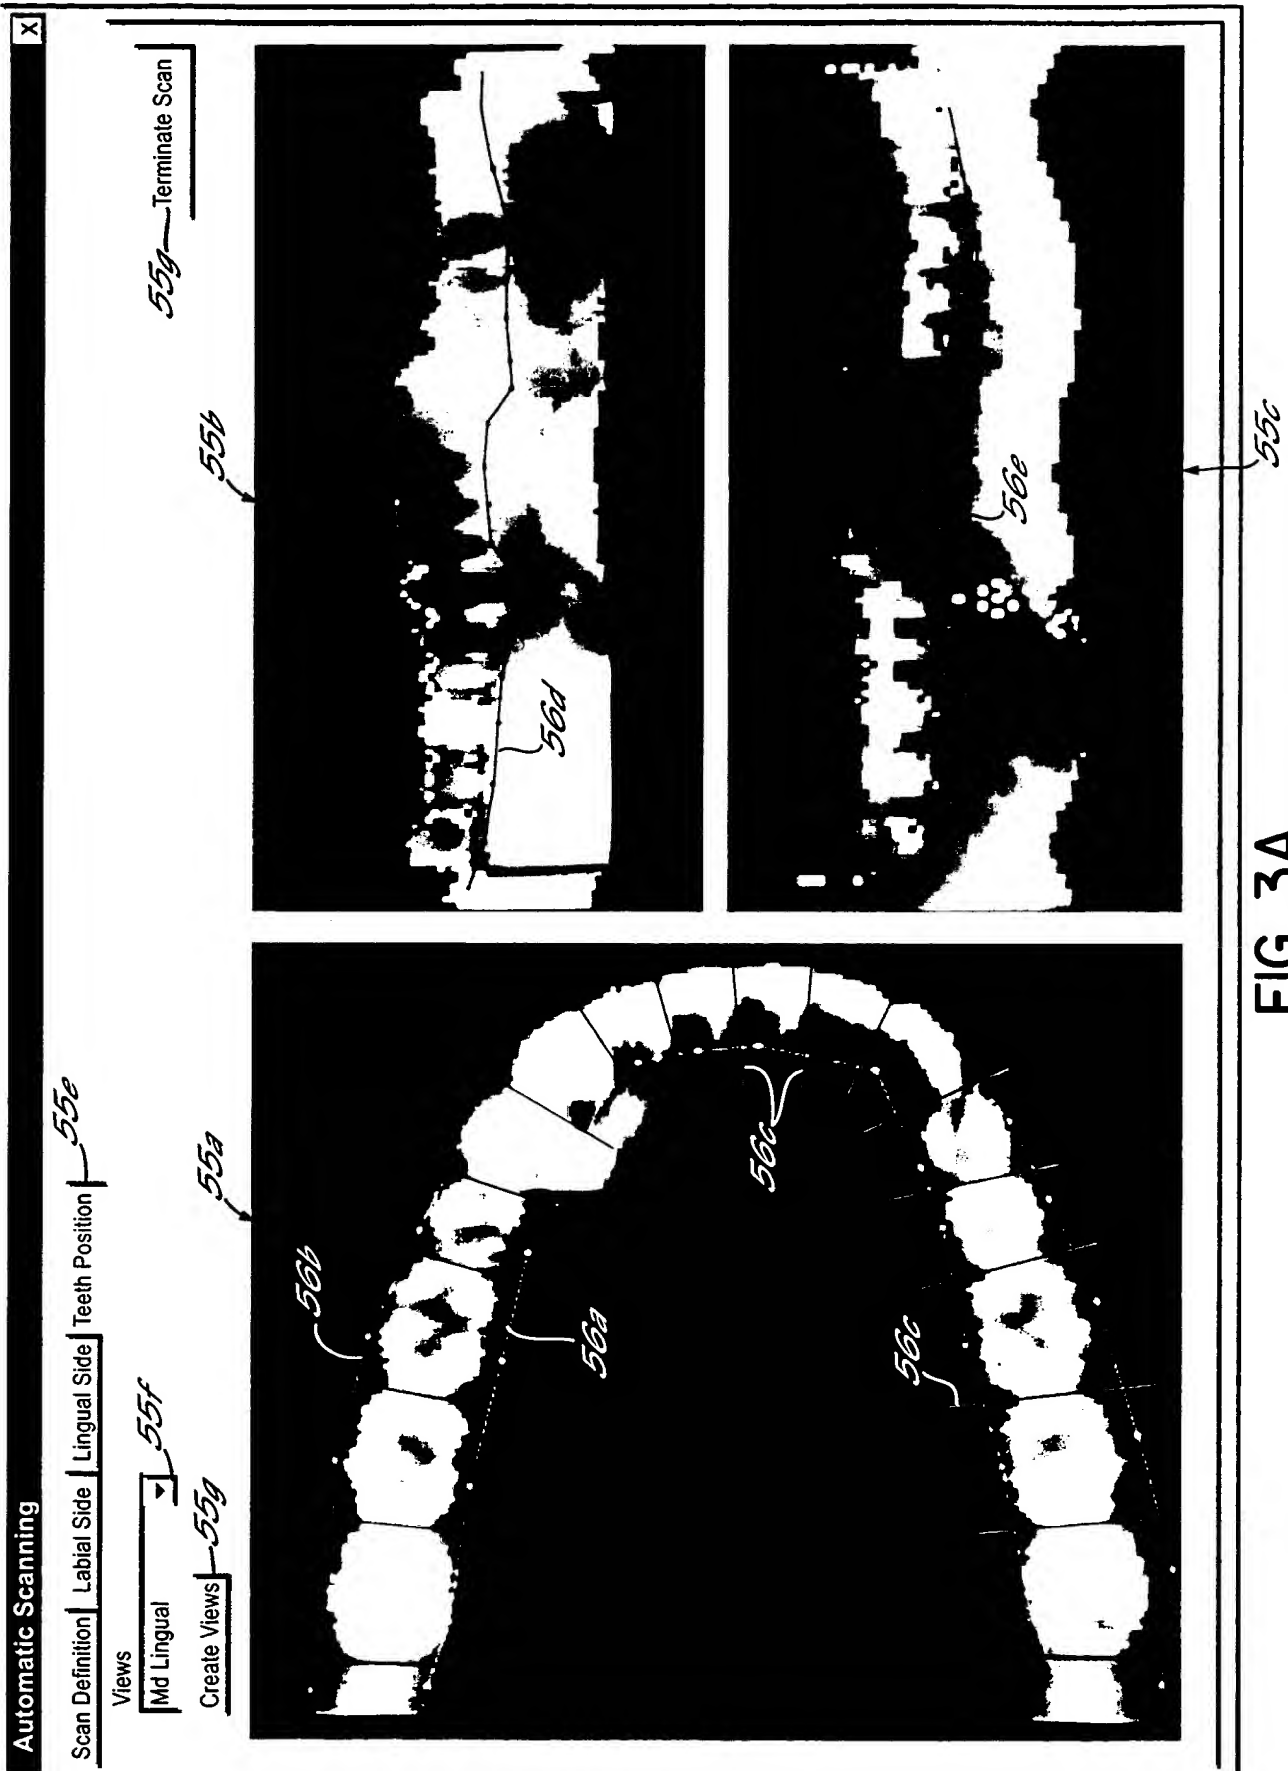 Automatic Scanning
X
Scan Definition Labial Side Lingual Side Teeth Position 55e
Views
Md Lingual 55f
Create Views 55g
55g Terminate Scan
55a
55b
56b
56a
56c
56c
56d
56e
55c
FIG. 3A